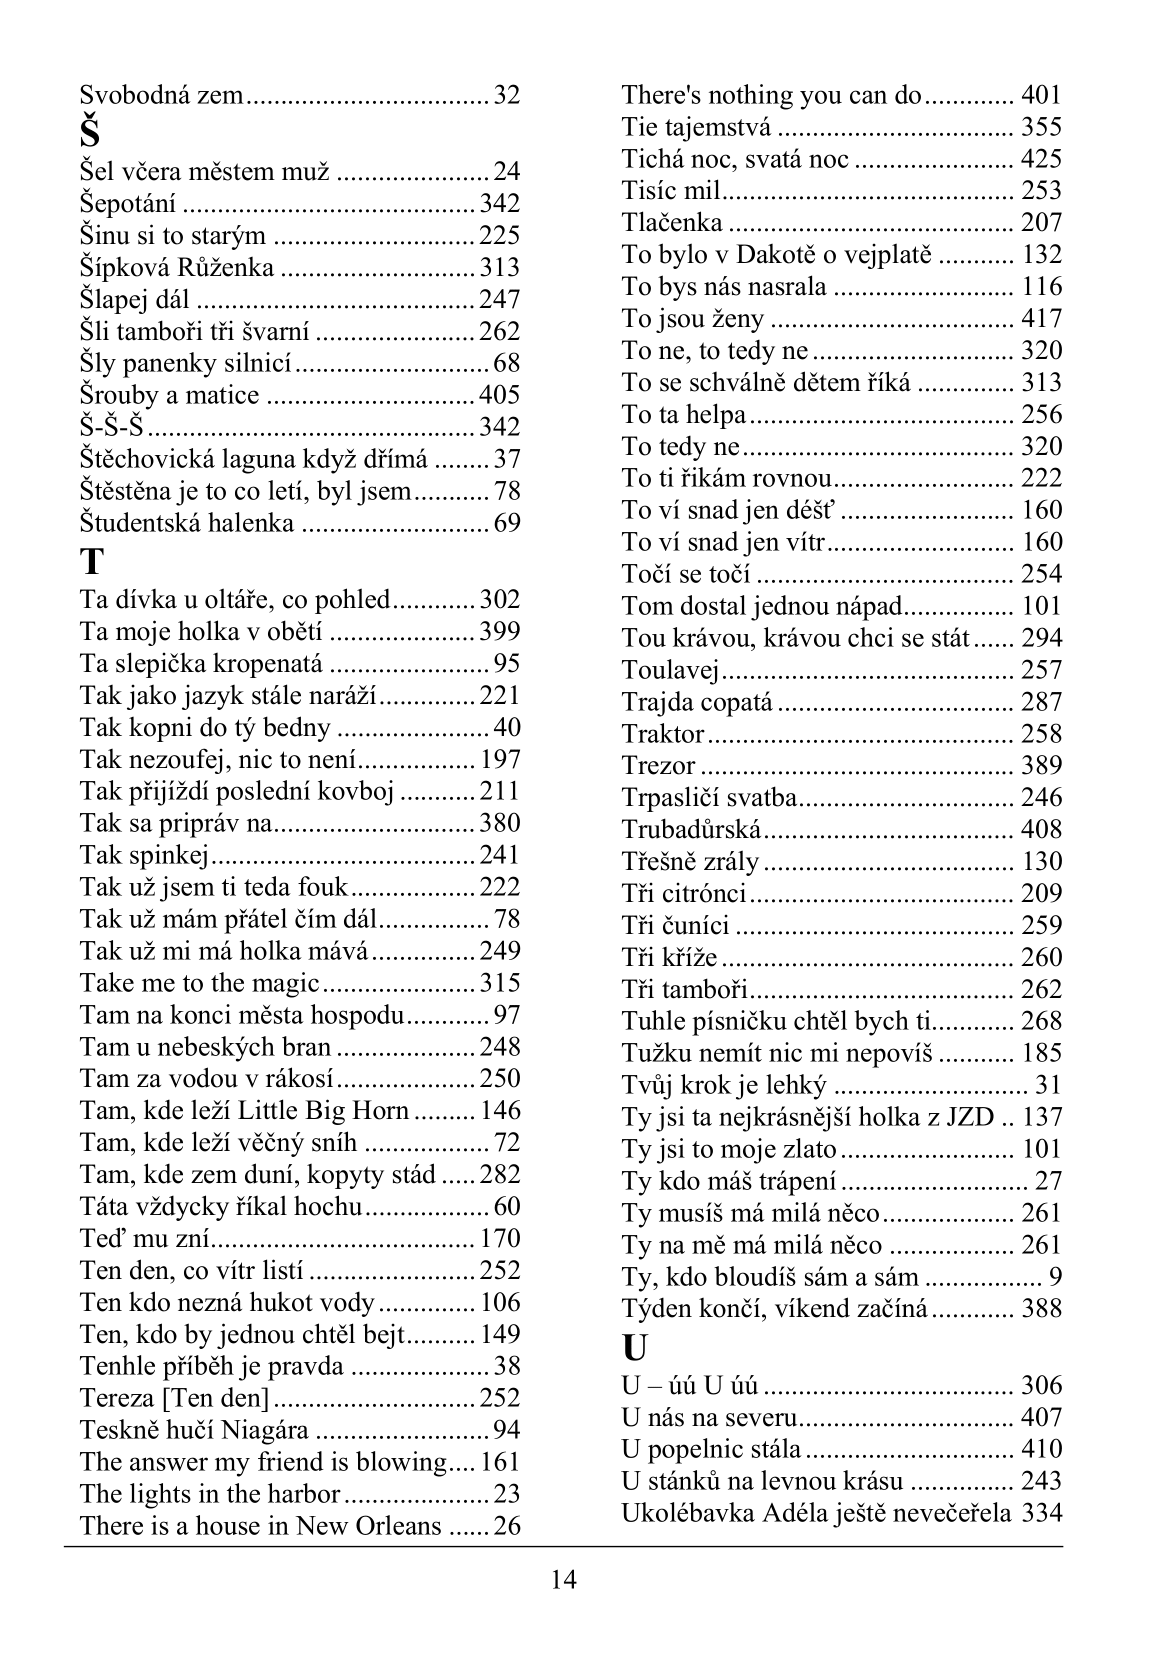 Svobodná zem................................... 32
Š
Šel včera městem muž ...................... 24
Šepotání .......................................... 342
Šinu si to starým ............................. 225
Šípková Růženka ............................ 313
Šlapej dál ........................................ 247
Šli tamboři tři švarní ....................... 262
Šly panenky silnicí............................ 68
Šrouby a matice .............................. 405
Š-Š-Š............................................... 342
Štěchovická laguna když dřímá ........ 37
Štěstěna je to co letí, byl jsem........... 78
Študentská halenka ........................... 69
T
Ta dívka u oltáře, co pohled............ 302
Ta moje holka v obětí ..................... 399
Ta slepička kropenatá ....................... 95
Tak jako jazyk stále naráží.............. 221
Tak kopni do tý bedny ...................... 40
Tak nezoufej, nic to není................. 197
Tak přijíždí poslední kovboj ........... 211
Tak sa pripráv na............................. 380
Tak spinkej...................................... 241
Tak už jsem ti teda fouk.................. 222
Tak už mám přátel čím dál................ 78
Tak už mi má holka mává............... 249
Take me to the magic...................... 315
Tam na konci města hospodu............ 97
Tam u nebeských bran .................... 248
Tam za vodou v rákosí.................... 250
Tam, kde leží Little Big Horn ......... 146
Tam, kde leží věčný sníh .................. 72
Tam, kde zem duní, kopyty stád ..... 282
Táta vždycky říkal hochu.................. 60
Teď mu zní...................................... 170
Ten den, co vítr listí ........................ 252
Ten kdo nezná hukot vody.............. 106
Ten, kdo by jednou chtěl bejt.......... 149
Tenhle příběh je pravda .................... 38
Tereza [Ten den]............................. 252
Teskně hučí Niagára ......................... 94
The answer my friend is blowing.... 161
The lights in the harbor..................... 23
There is a house in New Orleans ...... 26
There's nothing you can do............. 401
Tie tajemstvá .................................. 355
Tichá noc, svatá noc ....................... 425
Tisíc mil.......................................... 253
Tlačenka ......................................... 207
To bylo v Dakotě o vejplatě ........... 132
To bys nás nasrala .......................... 116
To jsou ženy ................................... 417
To ne, to tedy ne............................. 320
To se schválně dětem říká .............. 313
To ta helpa...................................... 256
To tedy ne....................................... 320
To ti řikám rovnou.......................... 222
To ví snad jen déšť ......................... 160
To ví snad jen vítr........................... 160
Točí se točí ..................................... 254
Tom dostal jednou nápad................ 101
Tou krávou, krávou chci se stát...... 294
Toulavej.......................................... 257
Trajda copatá .................................. 287
Traktor............................................ 258
Trezor ............................................. 389
Trpasličí svatba............................... 246
Trubadůrská.................................... 408
Třešně zrály.................................... 130
Tři citrónci...................................... 209
Tři čuníci ........................................ 259
Tři kříže .......................................... 260
Tři tamboři...................................... 262
Tuhle písničku chtěl bych ti............ 268
Tužku nemít nic mi nepovíš ........... 185
Tvůj krok je lehký ............................ 31
Ty jsi ta nejkrásnější holka z JZD .. 137
Ty jsi to moje zlato......................... 101
Ty kdo máš trápení........................... 27
Ty musíš má milá něco................... 261
Ty na mě má milá něco .................. 261
Ty, kdo bloudíš sám a sám ................. 9
Týden končí, víkend začíná............ 388
U
U – úú U úú .................................... 306
U nás na severu............................... 407
U popelnic stála.............................. 410
U stánků na levnou krásu ............... 243
Ukolébavka Adéla ještě nevečeřela 334
14